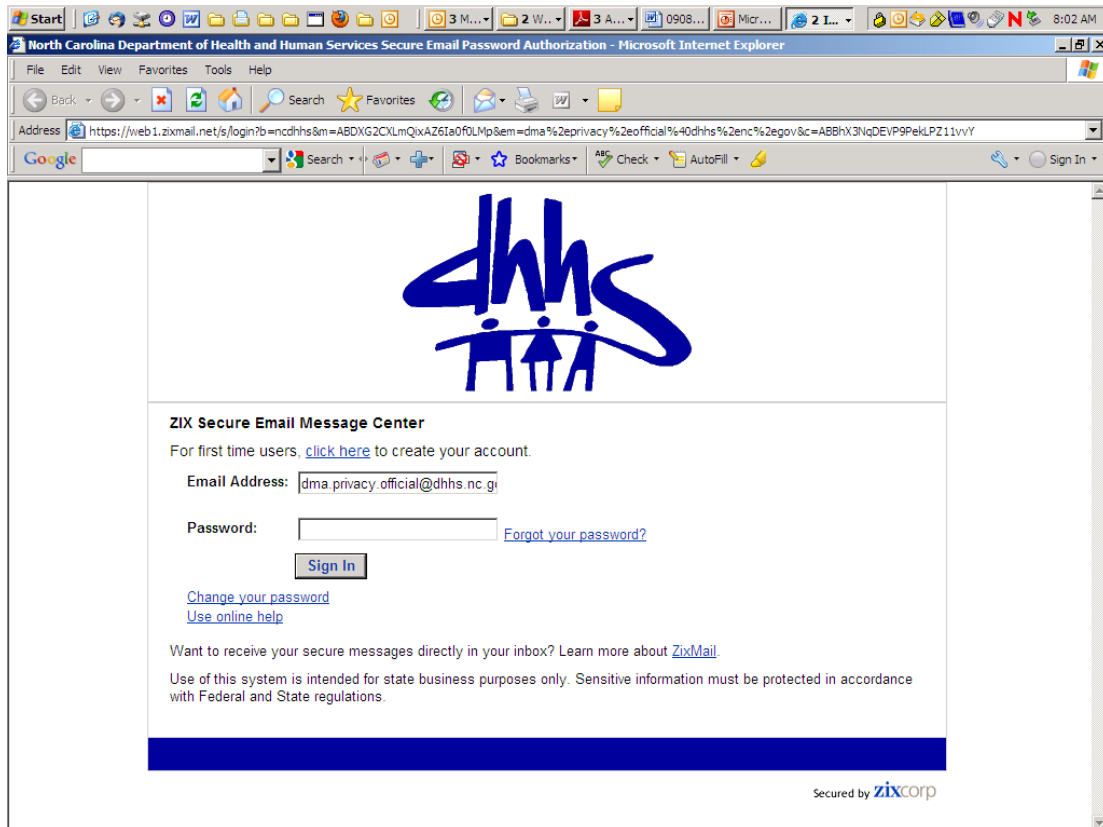 Start 3 M... 2 W... 3 A... 0908... Micr... 2 I... 8:02 AM
North Carolina Department of Health and Human Services Secure Email Password Authorization - Microsoft Internet Explorer
File Edit View Favorites Tools Help
Back Search Favorites
Address https://web1.zixmail.net/s/login?b=ncdhhs&m=ABDXG2CXLmQixAZ6Ia0f0LMp&em=dma%2eprivacy%2eofficial%40dhhs%2enc%2egov&c=ABBhX3NqDEVP9PekLPZ11vvY
Google Search Bookmarks Check AutoFill Sign In
dhhs
ZIX Secure Email Message Center
For first time users, click here to create your account.
Email Address: dma.privacy.official@dhhs.nc.g
Password: Forgot your password?
Sign In
Change your password
Use online help
Want to receive your secure messages directly in your inbox? Learn more about ZixMail.
Use of this system is intended for state business purposes only. Sensitive information must be protected in accordance
with Federal and State regulations.
Secured by zixcorp